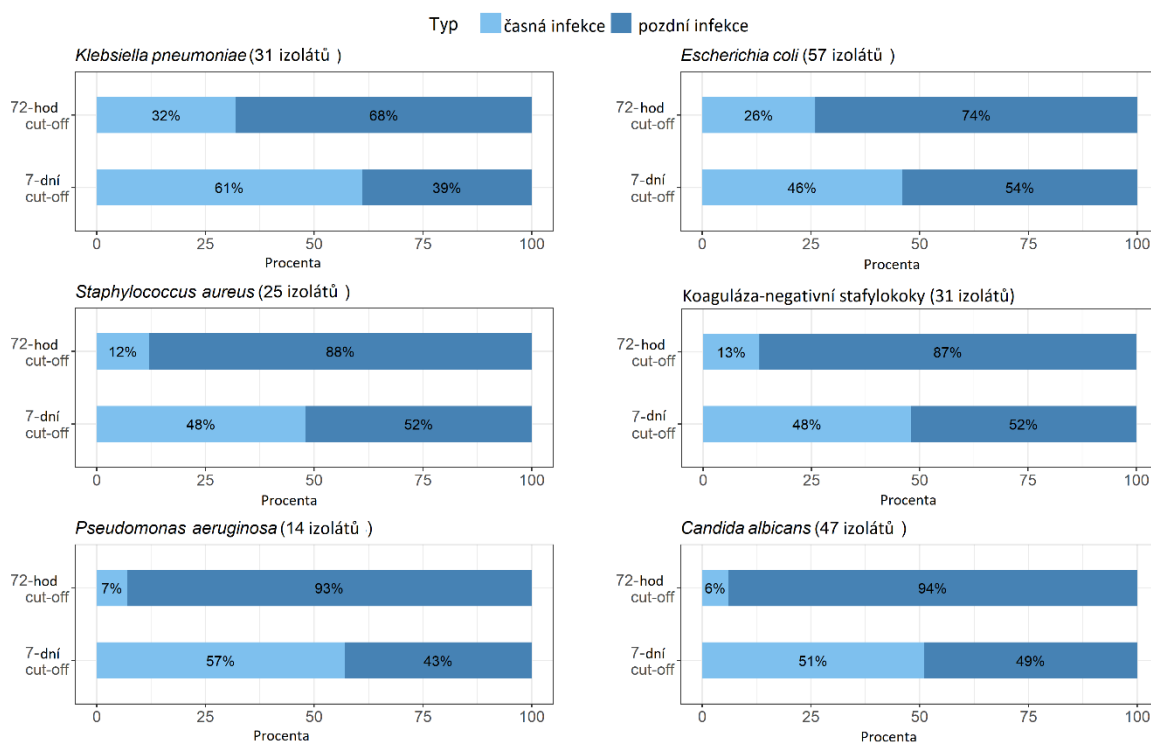 Typ časná infekce pozdní infekce
Klebsiella pneumoniae (31 izolátů )
72-hod
cut-off
32% 68%
7-dní
cut-off
61% 39%
0 25 50 75 100
Procenta
Escherichia coli (57 izolátů )
72-hod
cut-off
26% 74%
7-dní
cut-off
46% 54%
0 25 50 75 100
Procenta
Staphylococcus aureus (25 izolátů )
72-hod
cut-off
12% 88%
7-dní
cut-off
48% 52%
0 25 50 75 100
Procenta
Koaguláza-negativní stafylokoky (31 izolátů)
72-hod
cut-off
13% 87%
7-dní
cut-off
48% 52%
0 25 50 75 100
Procenta
Pseudomonas aeruginosa (14 izolátů )
72-hod
cut-off
7% 93%
7-dní
cut-off
57% 43%
0 25 50 75 100
Procenta
Candida albicans (47 izolátů )
72-hod
cut-off
6% 94%
7-dní
cut-off
51% 49%
0 25 50 75 100
Procenta